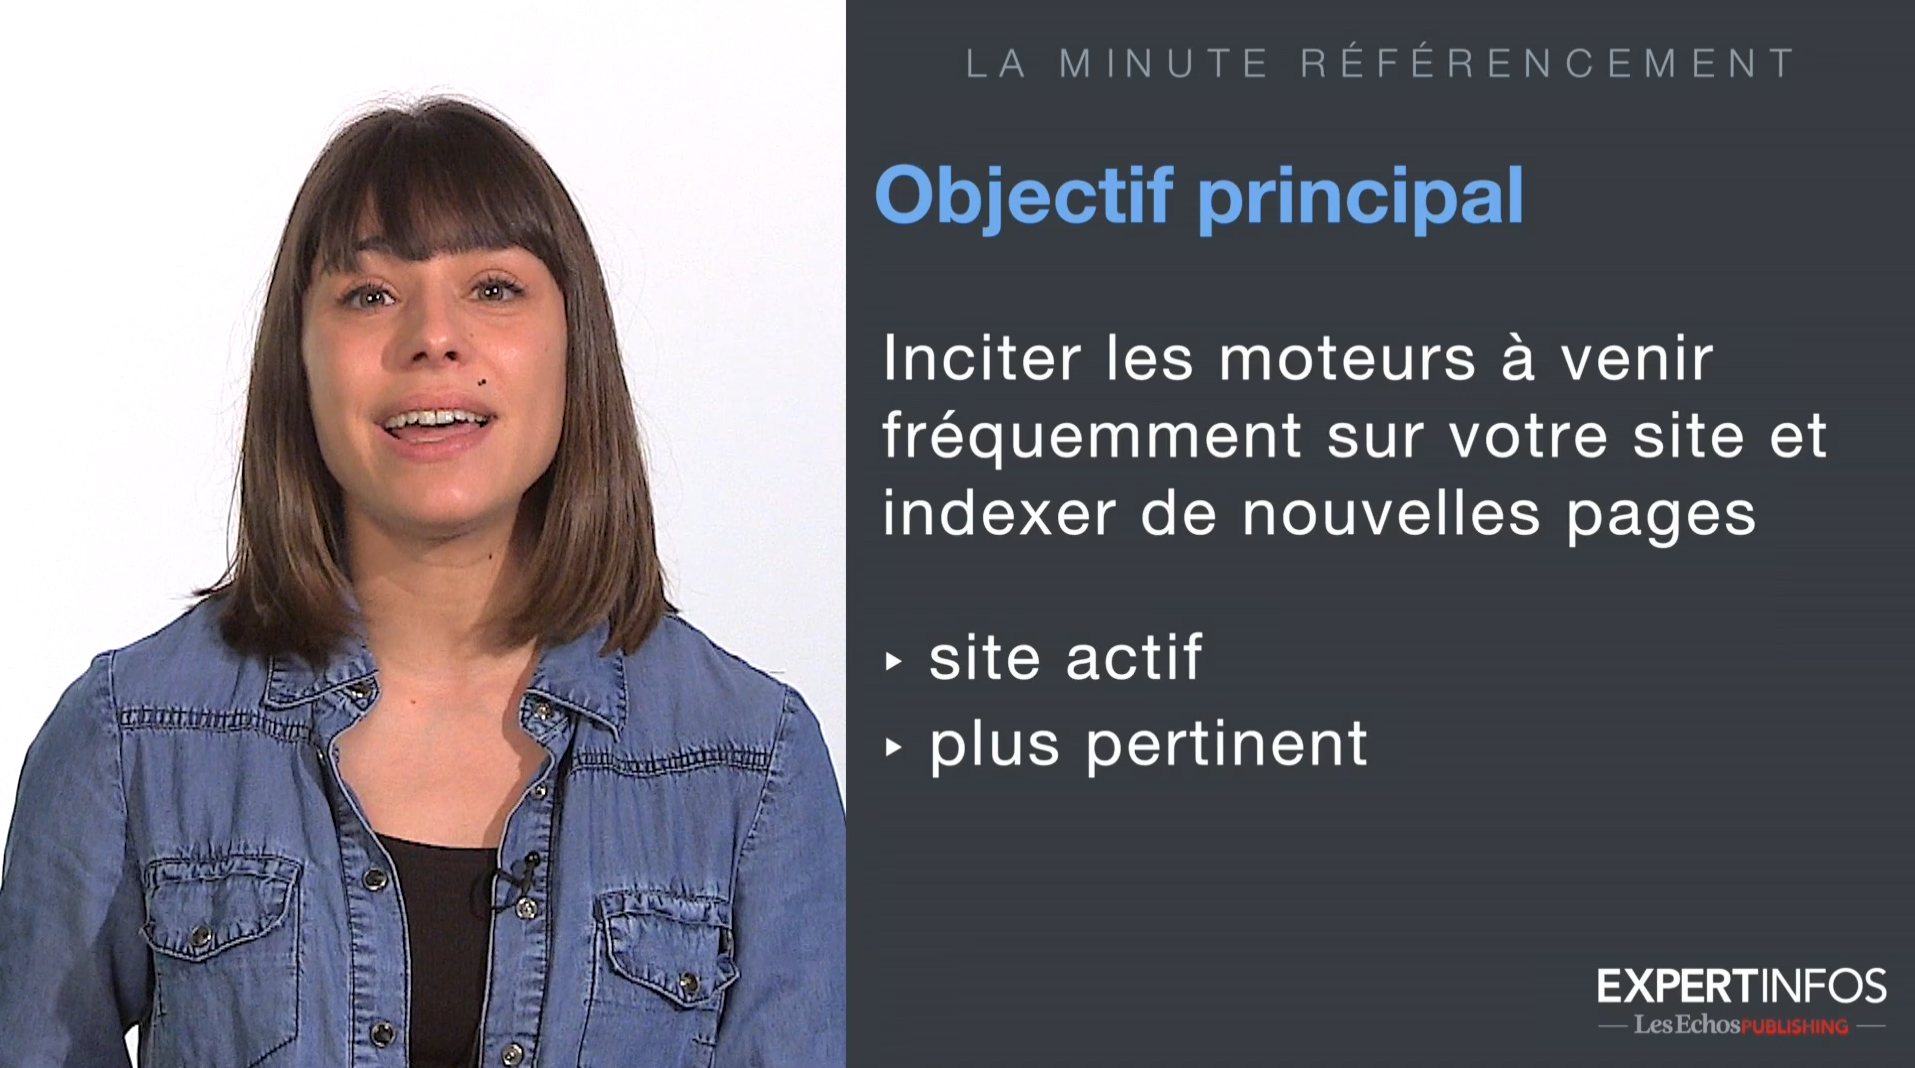 LA MINUTE RÉFÉRENCEMENT
Objectif principal
Inciter les moteurs à venir
fréquemment sur votre site et
indexer de nouvelles pages
‣ site actif
‣ plus pertinent
EXPERTINFOS
— Les Echos PUBLISHING —